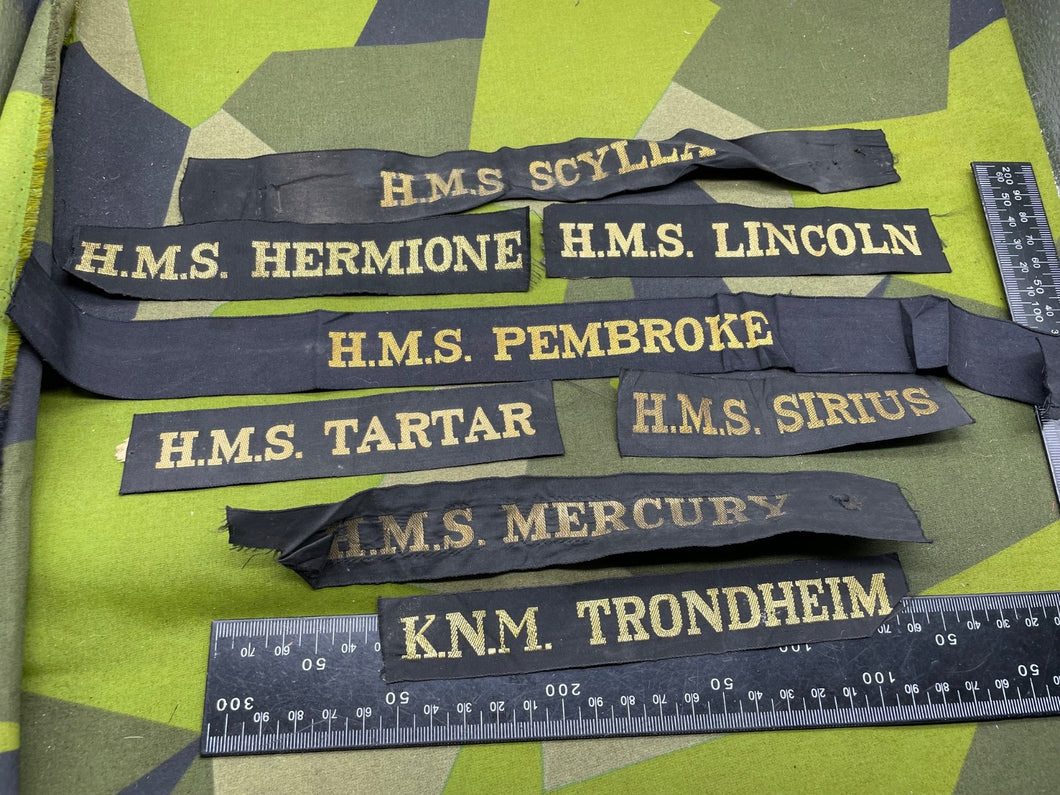 H.M.S SCYLLA
H.M.S. HERMIONE
H.M.S. LINCOLN
H.M.S. PEMBROKE
H.M.S. TARTAR
H.M.S. SIRIUS
H.M.S. MERCURY
K.N.M. TRONDHEIM